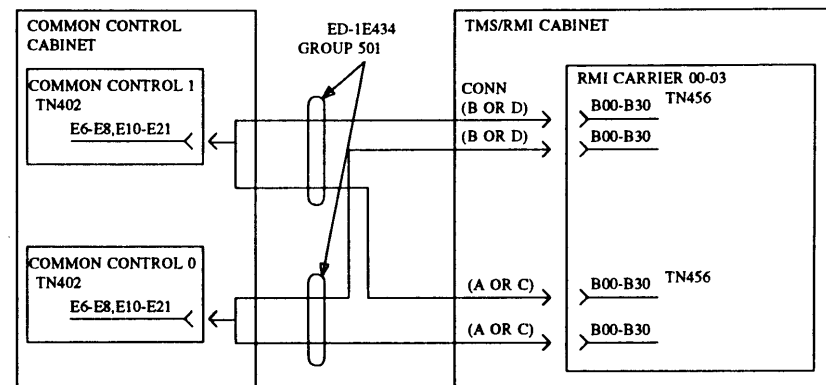 COMMON CONTROL
CABINET
COMMON CONTROL 1
TN402
E6-E8,E10-E21
COMMON CONTROL 0
TN402
E6-E8,E10-E21
ED-1E434
GROUP 501
TMS/RMI CABINET
CONN
(B OR D)
(B OR D)
(A OR C)
(A OR C)
RMI CARRIER 00-03
B00-B30 TN456
B00-B30
B00-B30 TN456
B00-B30